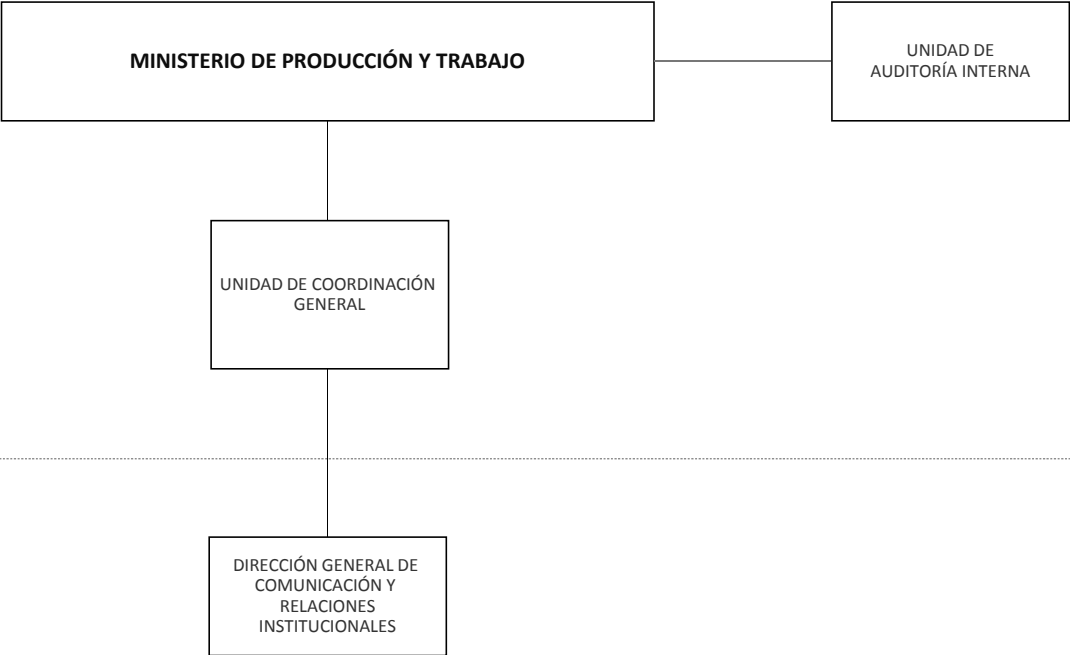 MINISTERIO DE PRODUCCIÓN Y TRABAJO
UNIDAD DE
AUDITORÍA INTERNA
UNIDAD DE COORDINACIÓN
GENERAL
DIRECCIÓN GENERAL DE
COMUNICACIÓN Y
RELACIONES
INSTITUCIONALES